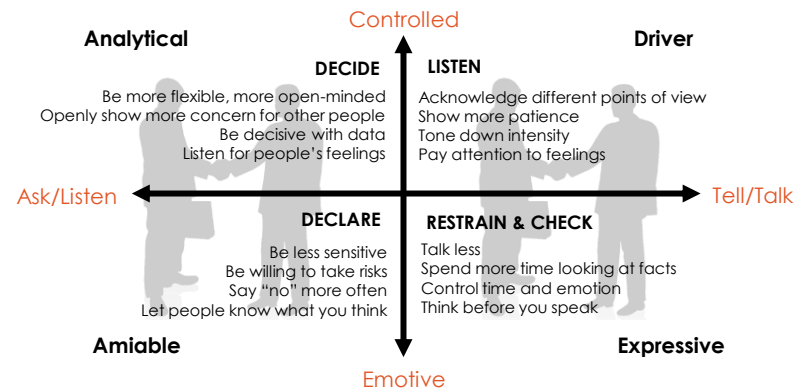 Controlled
Analytical
Driver
DECIDE
Be more flexible, more open-minded
Openly show more concern for other people
Be decisive with data
Listen for people's feelings
LISTEN
Acknowledge different points of view
Show more patience
Tone down intensity
Pay attention to feelings
Ask/Listen
Tell/Talk
DECLARE
Be less sensitive
Be willing to take risks
Say “no” more often
Let people know what you think
RESTRAIN & CHECK
Talk less
Spend more time looking at facts
Control time and emotion
Think before you speak
Amiable
Expressive
Emotive